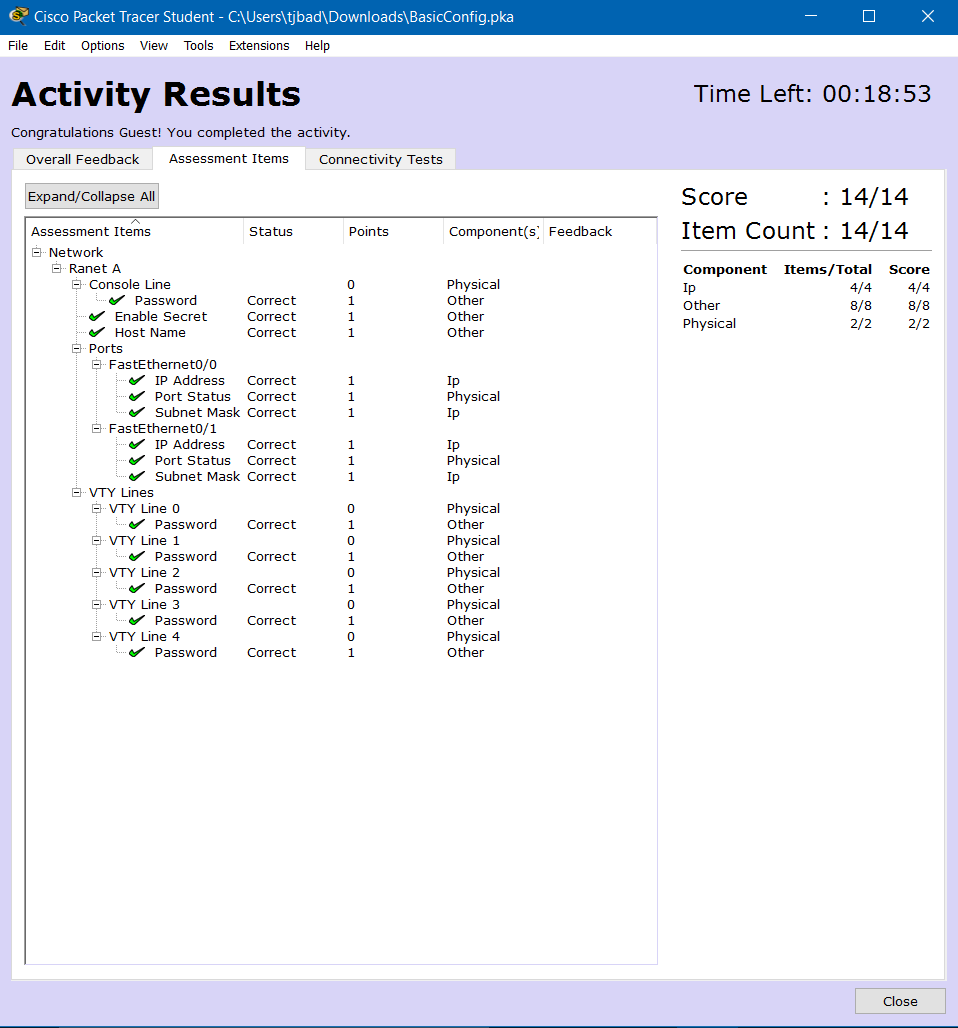 Cisco Packet Tracer Student - C:\Users\tjbad\Downloads\BasicConfig.pka
File Edit Options View Tools Extensions Help
Activity Results
Time Left: 00:18:53
Congratulations Guest! You completed the activity.
Overall Feedback Assessment Items Connectivity Tests
Expand/Collapse All
Assessment Items Status Points Component(s) Feedback
Network
Ranet A
Console Line 0 Physical
Password Correct 1 Other
Enable Secret Correct 1 Other
Host Name Correct 1 Other
Ports
FastEthernet0/0
IP Address Correct 1 Ip
Port Status Correct 1 Physical
Subnet Mask Correct 1 Ip
FastEthernet0/1
IP Address Correct 1 Ip
Port Status Correct 1 Physical
Subnet Mask Correct 1 Ip
VTY Lines
VTY Line 0 0 Physical
Password Correct 1 Other
VTY Line 1 0 Physical
Password Correct 1 Other
VTY Line 2 0 Physical
Password Correct 1 Other
VTY Line 3 0 Physical
Password Correct 1 Other
VTY Line 4 0 Physical
Password Correct 1 Other
Score : 14/14
Item Count : 14/14
Component Items/Total Score
Ip 4/4 4/4
Other 8/8 8/8
Physical 2/2 2/2
Close